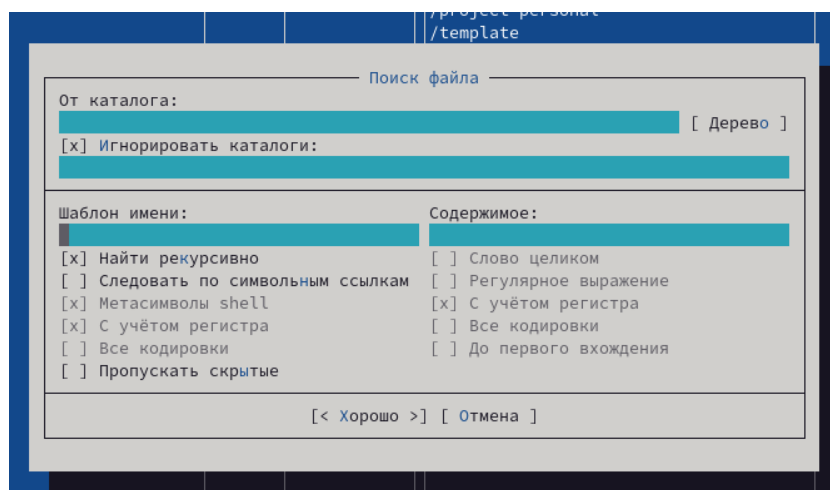 /project-personal
/template
Поиск файла
От каталога:
[ Дерево ]
[x] Игнорировать каталоги:
Шаблон имени:
Содержимое:
[x] Найти рекурсивно
[ ] Слово целиком
[ ] Следовать по символьным ссылкам
[ ] Регулярное выражение
[x] Метасимволы shell
[x] С учётом регистра
[x] С учётом регистра
[ ] Все кодировки
[ ] Все кодировки
[ ] До первого вхождения
[ ] Пропускать скрытые
[< Хорошо >] [ Отмена ]